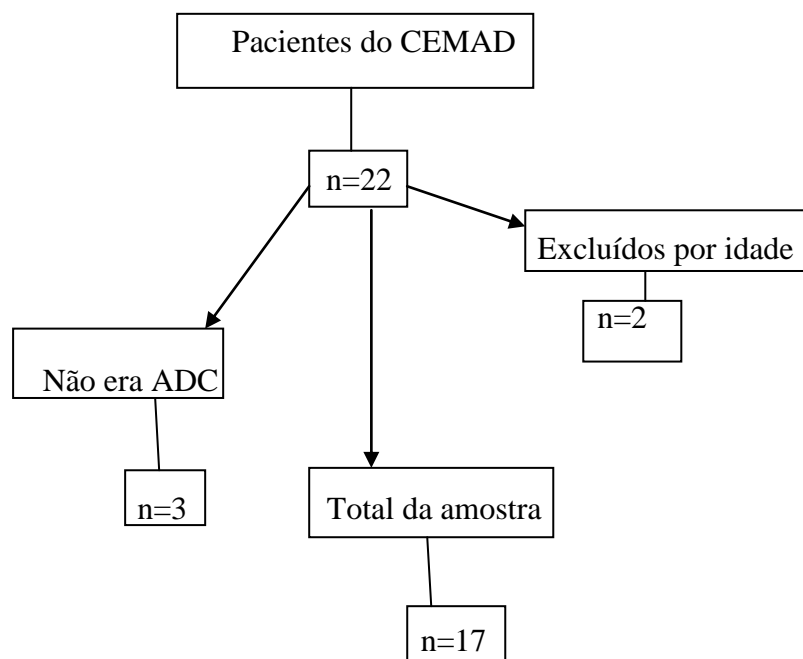 Pacientes do CEMAD
n=22
Excluídos por idade
n=2
Não era ADC
n=3
Total da amostra
n=17